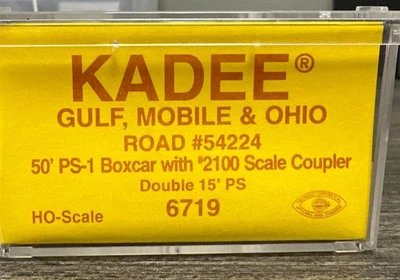 KADEE®
GULF, MOBILE & OHIO
ROAD #54224
50' PS-1 Boxcar with #2100 Scale Coupler
Double 15' PS
HO-Scale
6719